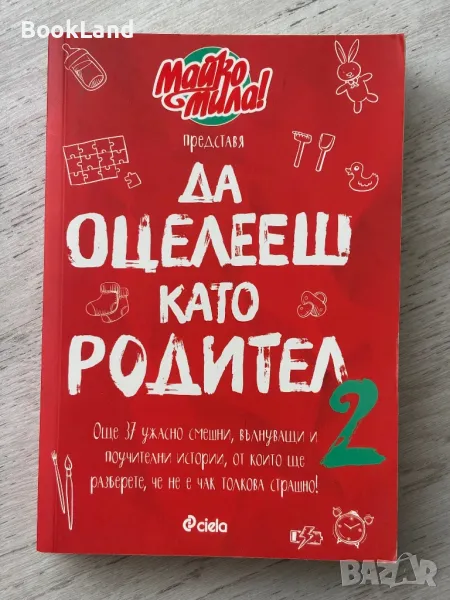 BookLand
Майко
мила!
представя
ДА
ОЦЕЛЕЕШ
КАТО
РОДИТЕЛ
2
Още 37 ужасно смешни, вълнуващи и
поучителни истории, от които ще
разберете, че не е чак толкова страшно!
ciela
BAZAR